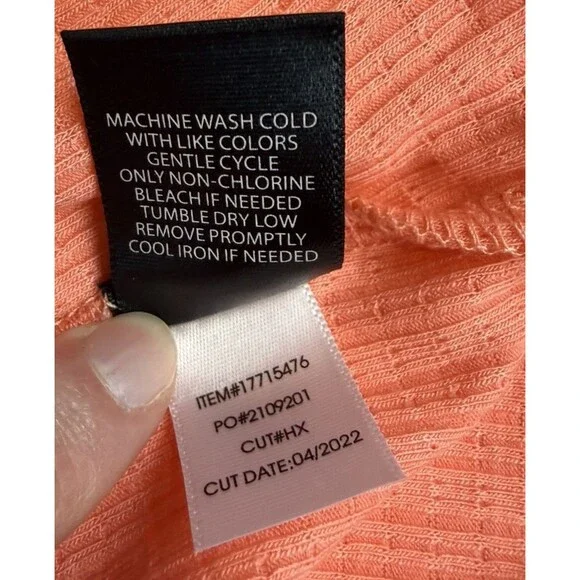 MACHINE WASH COLD
WITH LIKE COLORS
GENTLE CYCLE
ONLY NON-CHLORINE
BLEACH IF NEEDED
TUMBLE DRY LOW
REMOVE PROMPTLY
COOL IRON IF NEEDED
ITEM#17715476
PO#2109201
CUT#HX
CUT DATE:04/2022